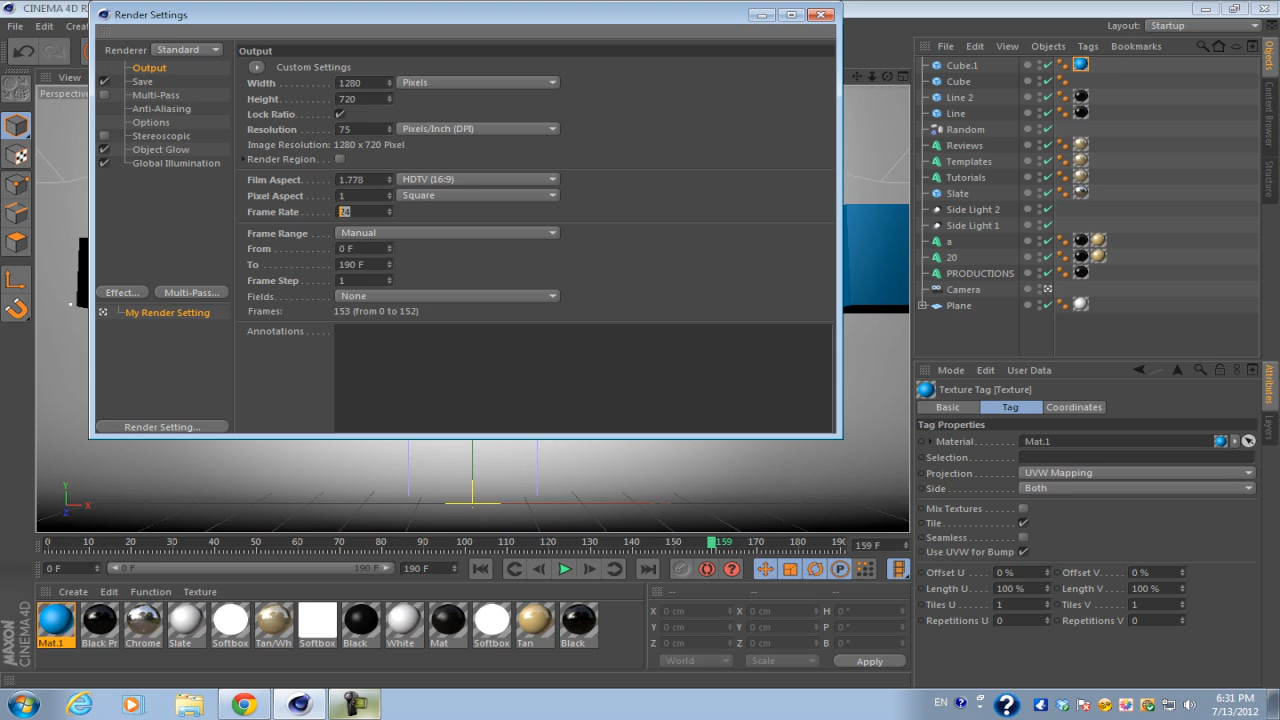 CINEMA 4D R
Render Settings
File Edit Crea
Layout: Startup
Renderer Standard
Output
Save
Multi-Pass
Anti-Aliasing
Options
Stereoscopic
Object Glow
Global Illumination
Effect... Multi-Pass...
My Render Setting
Render Setting...
Output
Custom Settings
Width 1280 Pixels
Height 720
Lock Ratio
Resolution 75 Pixels/Inch (DPI)
Image Resolution: 1280 x 720 Pixel
Render Region
Film Aspect 1.778 HDTV (16:9)
Pixel Aspect 1 Square
Frame Rate 24
Frame Range Manual
From 0 F
To 190 F
Frame Step 1
Fields None
Frames: 153 (from 0 to 152)
Annotations
View
Perspective
File Edit View Objects Tags Bookmarks
Cube.1
Cube
Line 2
Line
Random
Reviews
Templates
Tutorials
Slate
Side Light 2
Side Light 1
a
20
PRODUCTIONS
Camera
Plane
Objects
Content Browser
Structure
Mode Edit User Data
Texture Tag [Texture]
Basic Tag Coordinates
Tag Properties
Material Mat.1
Selection
Projection UVW Mapping
Side Both
Mix Textures
Tile
Seamless
Use UVW for Bump
Offset U 0 % Offset V 0 %
Length U 100 % Length V 100 %
Tiles U 1 Tiles V 1
Repetitions U 0 Repetitions V 0
Attributes
Layers
Y
X
Z
0 10 20 30 40 50 60 70 80 90 100 110 120 130 140 159 170 180 190 159 F
0 F 0 F 190 F 190 F
Create Edit Function Texture
Mat.1 Black Pr Chrome Slate Softbox Tan/Wh Softbox Black White Mat Softbox Tan Black
-- -- --
X 0 cm X 0 cm H 0 °
Y 0 cm Y 0 cm P 0 °
Z 0 cm Z 0 cm B 0 °
World Scale Apply
MAXON
CINEMA4D
EN
6:31 PM
7/13/2012